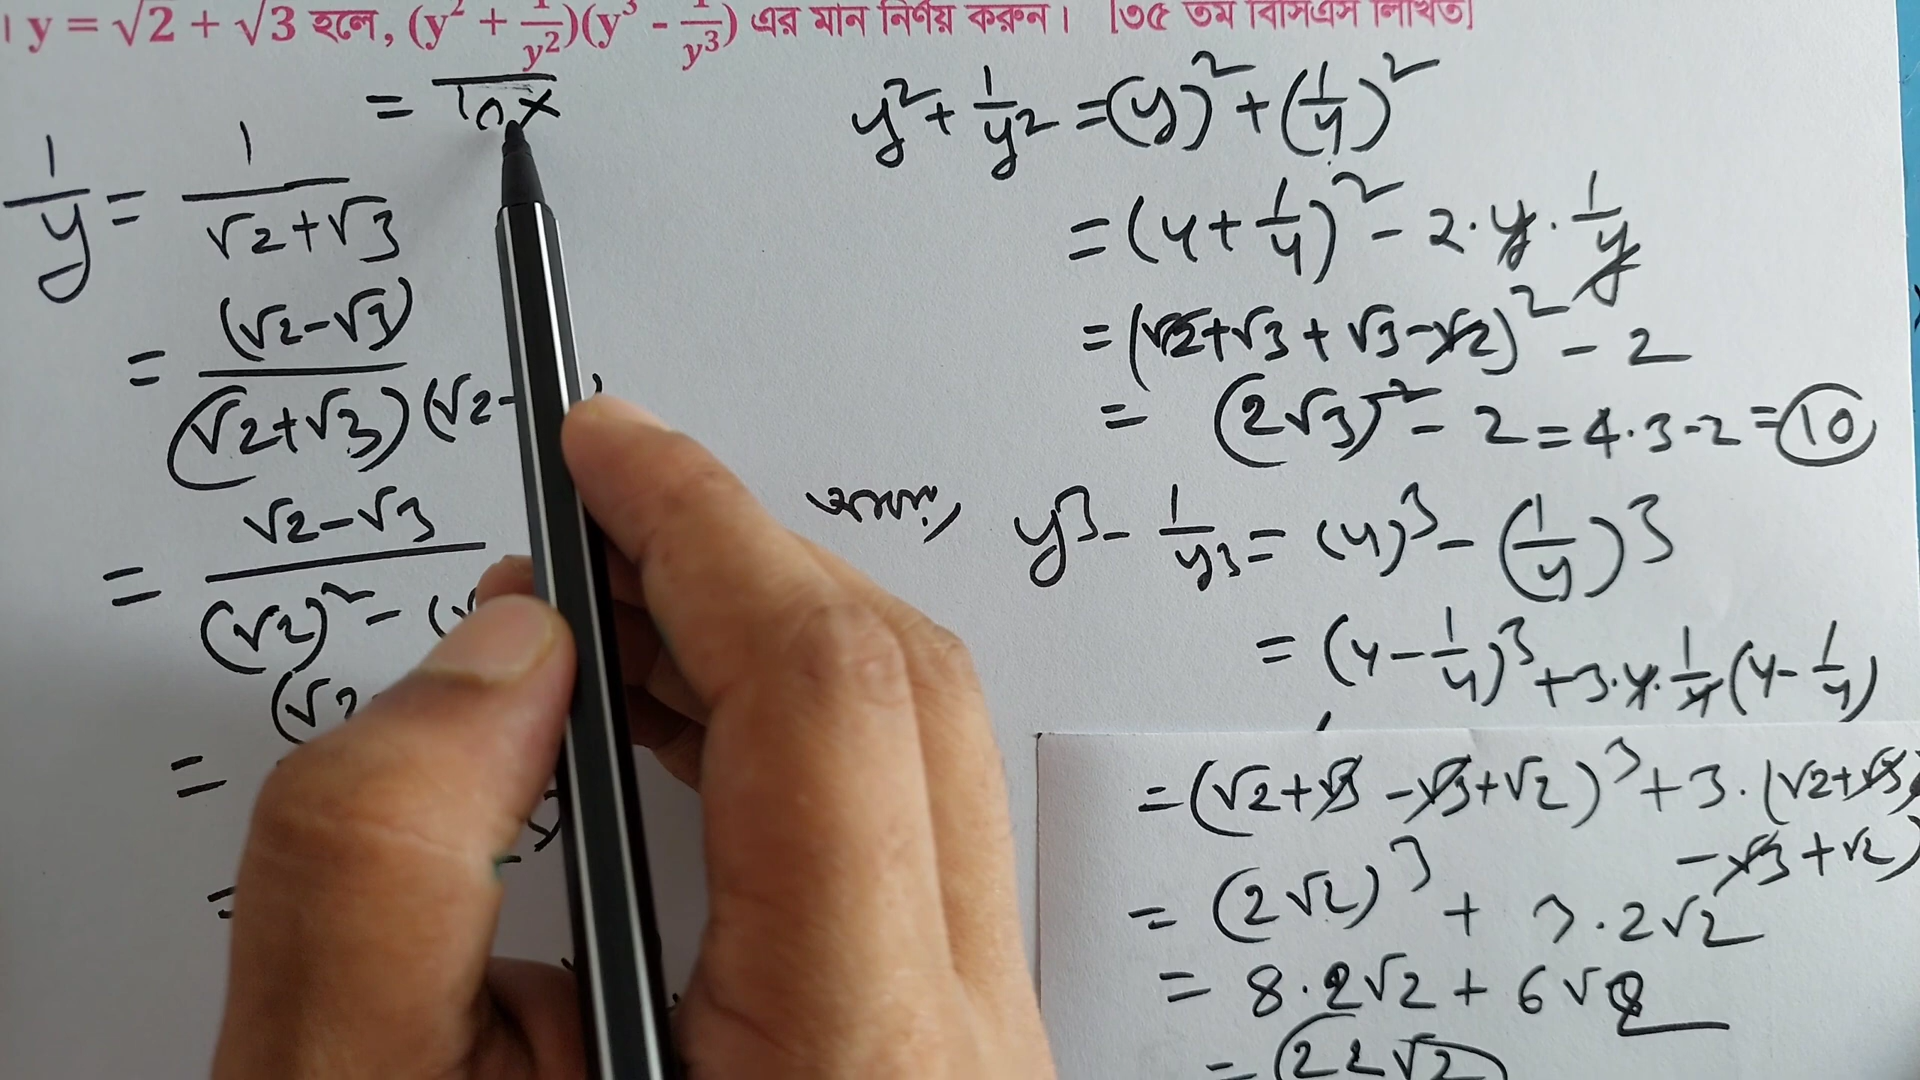 । y = √2 + √3 হলে, (y² + 1/y²)(y³ - 1/y³) এর মান নির্ণয় করুন। [৩৫ তম বিসিএস লিখিত]
=
1/y = 1/(√2+√3)
= (√2-√3)/(√2+√3)(√2-
= √2-√3/(√2)² - (
= (√2
y² + 1/y² = (y)² + (1/y)²
= (y + 1/y)² - 2·y·1/y
= (√2+√3 + √3-√2)² - 2
= (2√3)² - 2 = 4·3-2 = 10
y³ - 1/y³ = (y)³ - (1/y)³
= (y - 1/y)³ + 3·y·1/y (y - 1/y)
= (√2+√3 -√3+√2)³ + 3·(√2+√3
-√3+√2)
= (2√2)³ + 3·2√2
= 8·2√2 + 6√2
= 22√2